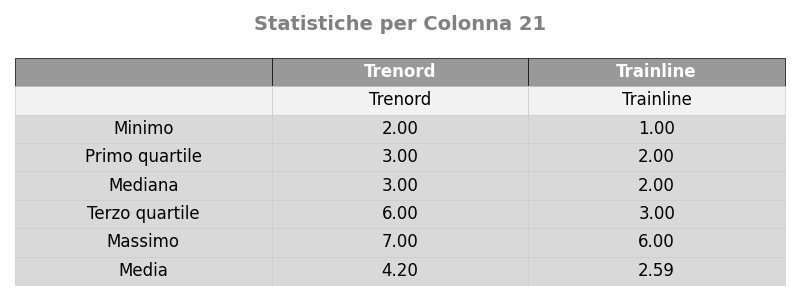 Statistiche per Colonna 21
Trenord Trainline
Trenord Trainline
Minimo 2.00 1.00
Primo quartile 3.00 2.00
Mediana 3.00 2.00
Terzo quartile 6.00 3.00
Massimo 7.00 6.00
Media 4.20 2.59